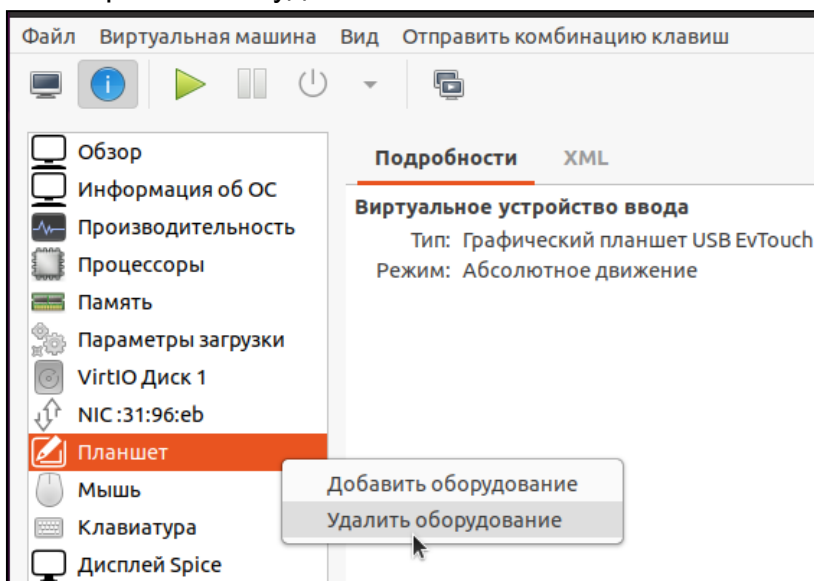 Файл Виртуальная машина Вид Отправить комбинацию клавиш
Обзор
Информация об ОС
Производительность
Процессоры
Память
Параметры загрузки
VirtIO Диск 1
NIC :31:96:eb
Планшет
Мышь
Клавиатура
Дисплей Spice
Подробности XML
Виртуальное устройство ввода
Тип: Графический планшет USB EvTouch
Режим: Абсолютное движение
Добавить оборудование
Удалить оборудование